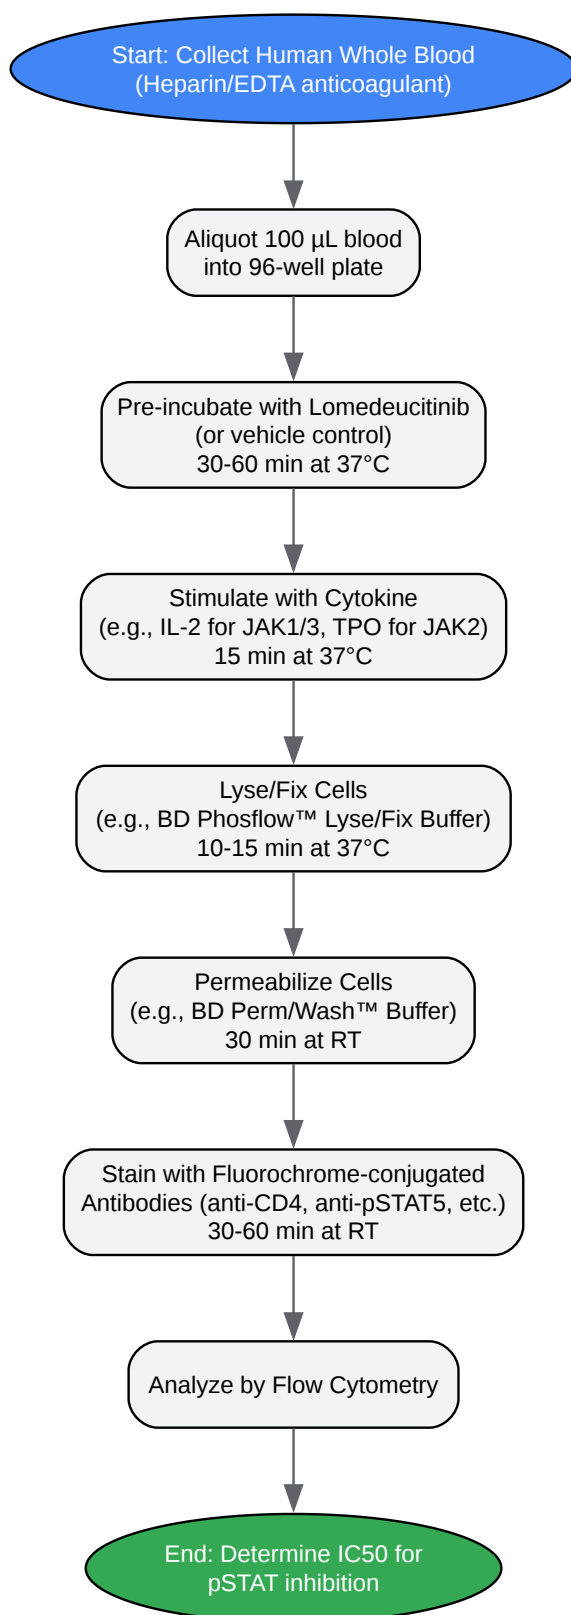 Start: Collect Human Whole Blood
(Heparin/EDTA anticoagulant)
Aliquot 100 µL blood
into 96-well plate
Pre-incubate with Lomedeucitinib
(or vehicle control)
30-60 min at 37°C
Stimulate with Cytokine
(e.g., IL-2 for JAK1/3, TPO for JAK2)
15 min at 37°C
Lyse/Fix Cells
(e.g., BD Phosflow™ Lyse/Fix Buffer)
10-15 min at 37°C
Permeabilize Cells
(e.g., BD Perm/Wash™ Buffer)
30 min at RT
Stain with Fluorochrome-conjugated
Antibodies (anti-CD4, anti-pSTAT5, etc.)
30-60 min at RT
Analyze by Flow Cytometry
End: Determine IC50 for
pSTAT inhibition